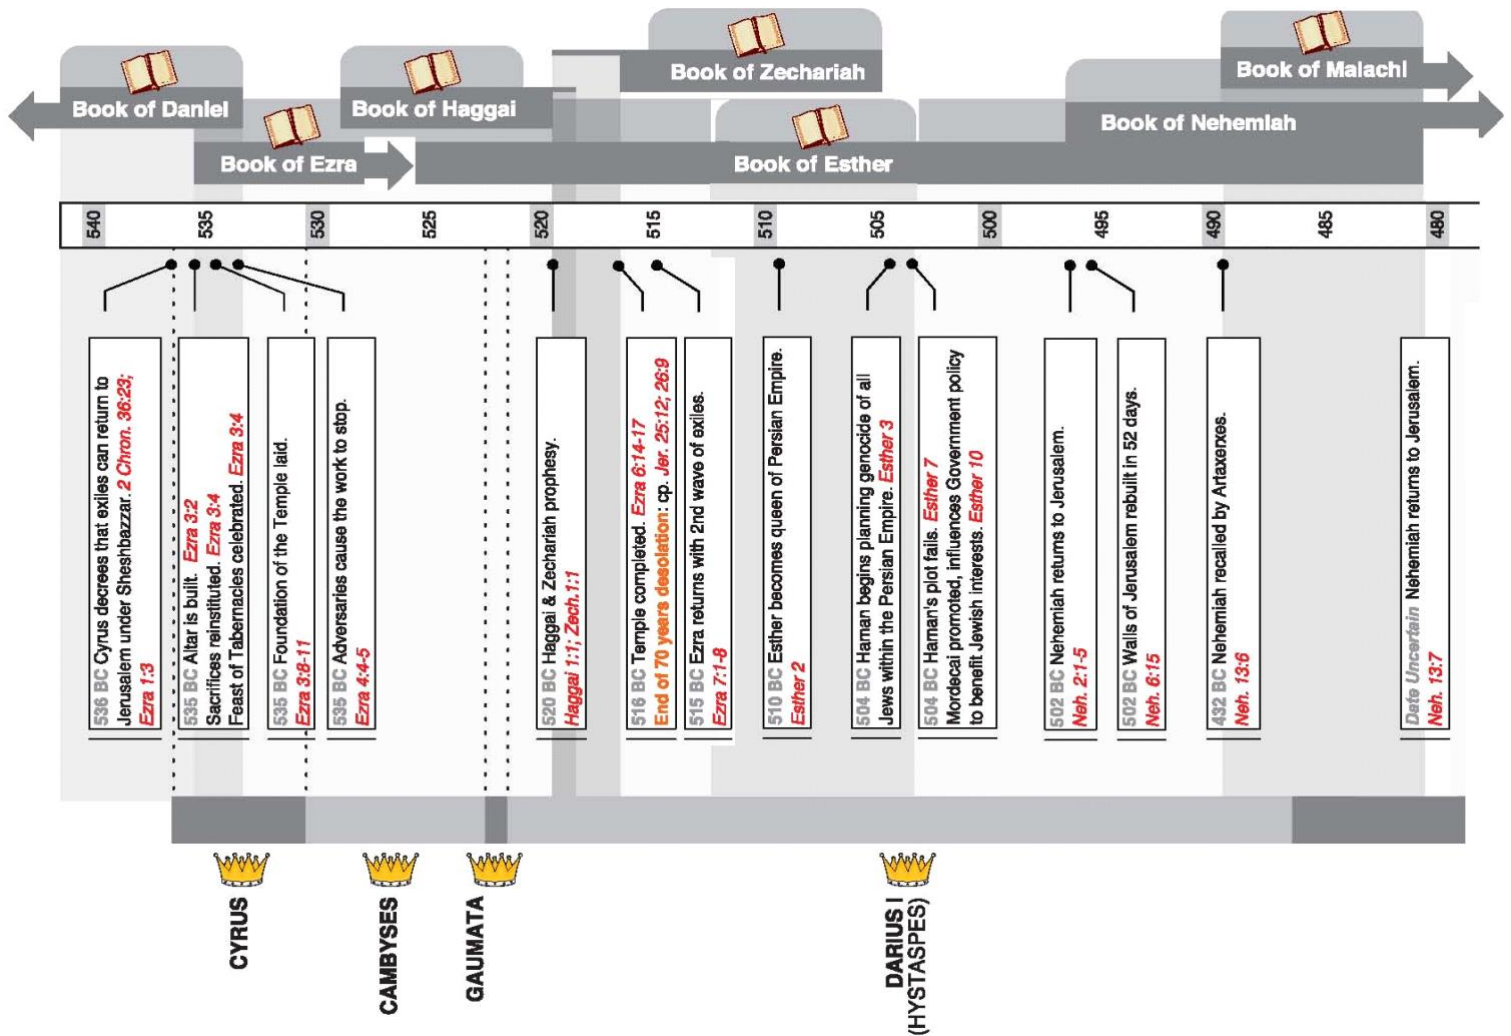 Book of Daniel
Book of Ezra
Book of Haggai
Book of Zechariah
Book of Esther
Book of Nehemiah
Book of Malachi
540
535
530
525
520
515
510
505
500
495
490
485
480
536 BC Cyrus decrees that exiles can return to
Jerusalem under Sheshbazzar. 2 Chron. 36:23;
Ezra 1:3
535 BC Altar is built. Ezra 3:2
Sacrifices reinstituted. Ezra 3:4
Feast of Tabernacles celebrated. Ezra 3:4
535 BC Foundation of the Temple laid.
Ezra 3:8-11
535 BC Adversaries cause the work to stop.
Ezra 4:4-5
520 BC Haggai & Zechariah prophesy.
Haggai 1:1; Zech.1:1
516 BC Temple completed. Ezra 6:14-17
End of 70 years desolation: cp. Jer. 25:12; 26:9
515 BC Ezra returns with 2nd wave of exiles.
Ezra 7:1-8
510 BC Esther becomes queen of Persian Empire.
Esther 2
504 BC Haman begins planning genocide of all
Jews within the Persian Empire. Esther 3
504 BC Haman's plot fails. Esther 7
Mordecai promoted, influences Government policy
to benefit Jewish interests. Esther 10
502 BC Nehemiah returns to Jerusalem.
Neh. 2:1-5
502 BC Walls of Jerusalem rebuilt in 52 days.
Neh. 6:15
432 BC Nehemiah recalled by Artaxerxes.
Neh. 13:6
Date Uncertain Nehemiah returns to Jerusalem.
Neh. 13:7
CYRUS
CAMBYSES
GAUMATA
DARIUS I
(HYSTASPES)